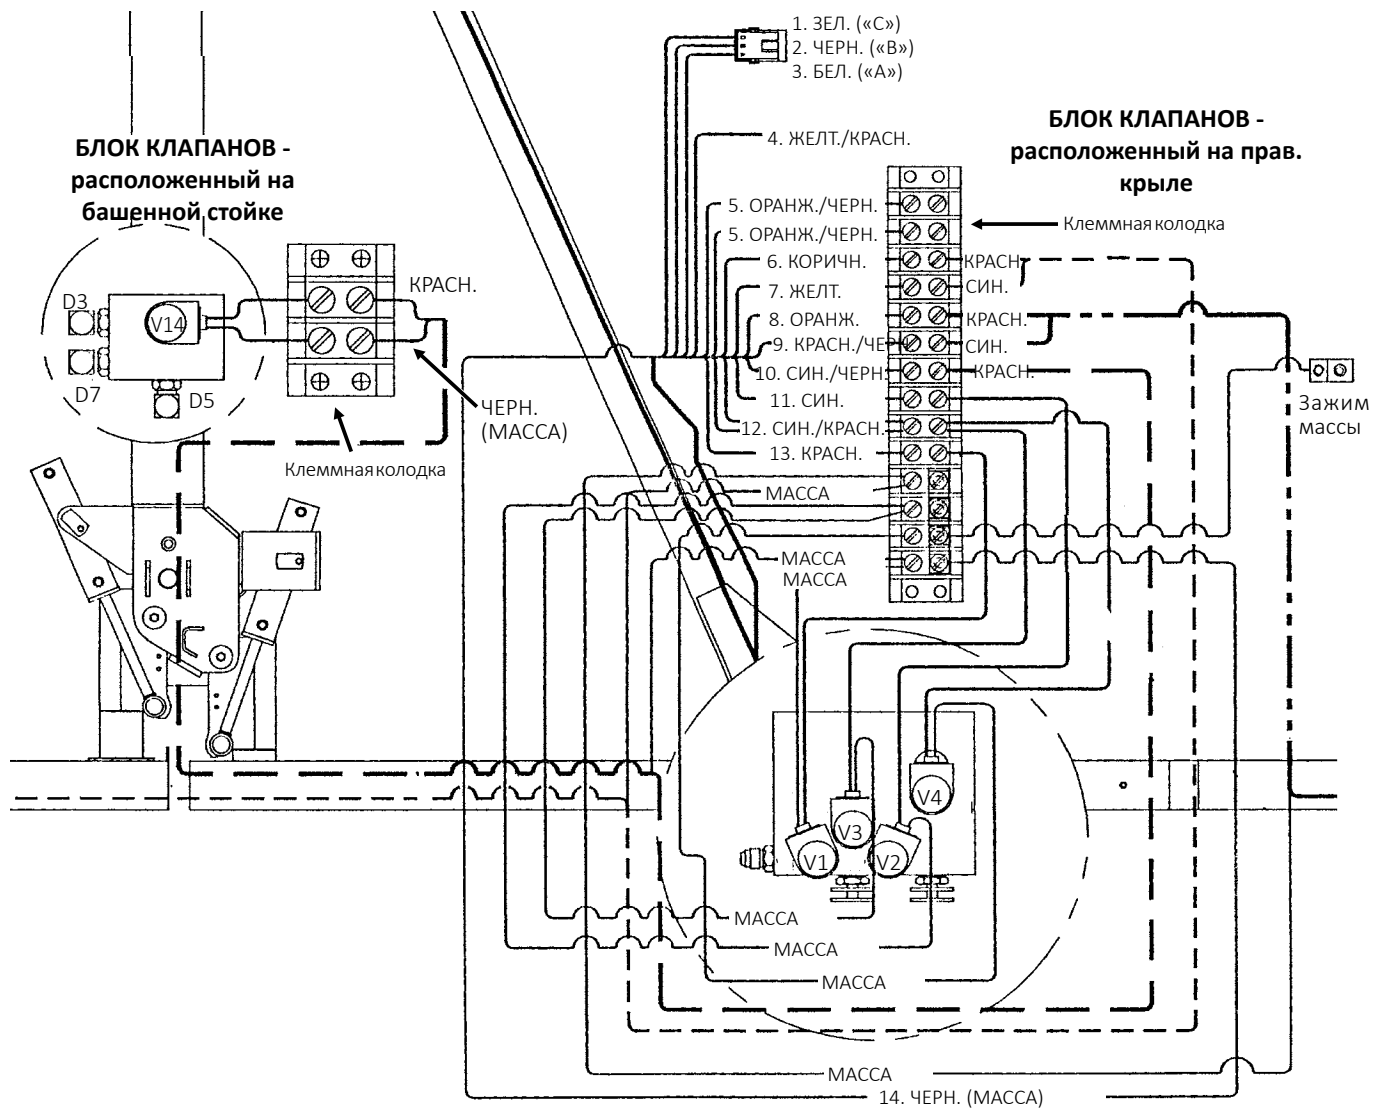 1. ЗЕЛ. («C»)
2. ЧЕРН. («B»)
3. БЕЛ. («A»)
БЛОК КЛАПАНОВ -
расположенный на
башенной стойке
БЛОК КЛАПАНОВ -
расположенный на прав.
крыле
4. ЖЕЛТ./КРАСН.
5. ОРАНЖ./ЧЕРН.
5. ОРАНЖ./ЧЕРН.
6. КОРИЧН.
7. ЖЕЛТ.
8. ОРАНЖ.
9. КРАСН./ЧЕРН
10. СИН./ЧЕРН.
11. СИН.
12. СИН./КРАСН.
13. КРАСН.
МАССА
МАССА
МАССА
Клеммная колодка
КРАСН
СИН.
КРАСН.
СИН.
КРАСН.
Зажим
массы
D3
V14
D7
D5
КРАСН.
ЧЕРН.
(МАССА)
Клеммная колодка
V4
V3
V1
V2
МАССА
МАССА
МАССА
МАССА
14. ЧЕРН. (МАССА)